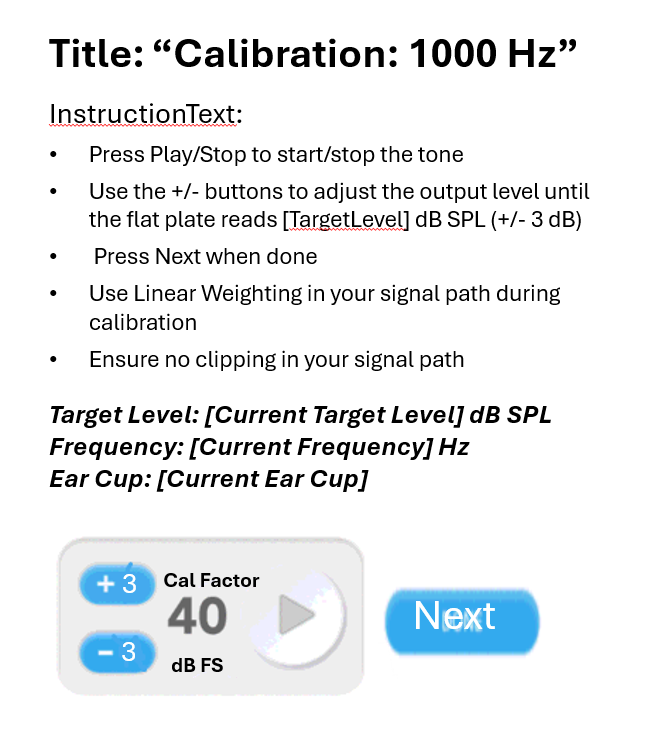 Title: “Calibration: 1000 Hz”
InstructionText:
• Press Play/Stop to start/stop the tone
• Use the +/- buttons to adjust the output level until
the flat plate reads [TargetLevel] dB SPL (+/- 3 dB)
• Press Next when done
• Use Linear Weighting in your signal path during
calibration
• Ensure no clipping in your signal path
Target Level: [Current Target Level] dB SPL
Frequency: [Current Frequency] Hz
Ear Cup: [Current Ear Cup]
+ 3
Cal Factor
40
Next
− 3
dB FS